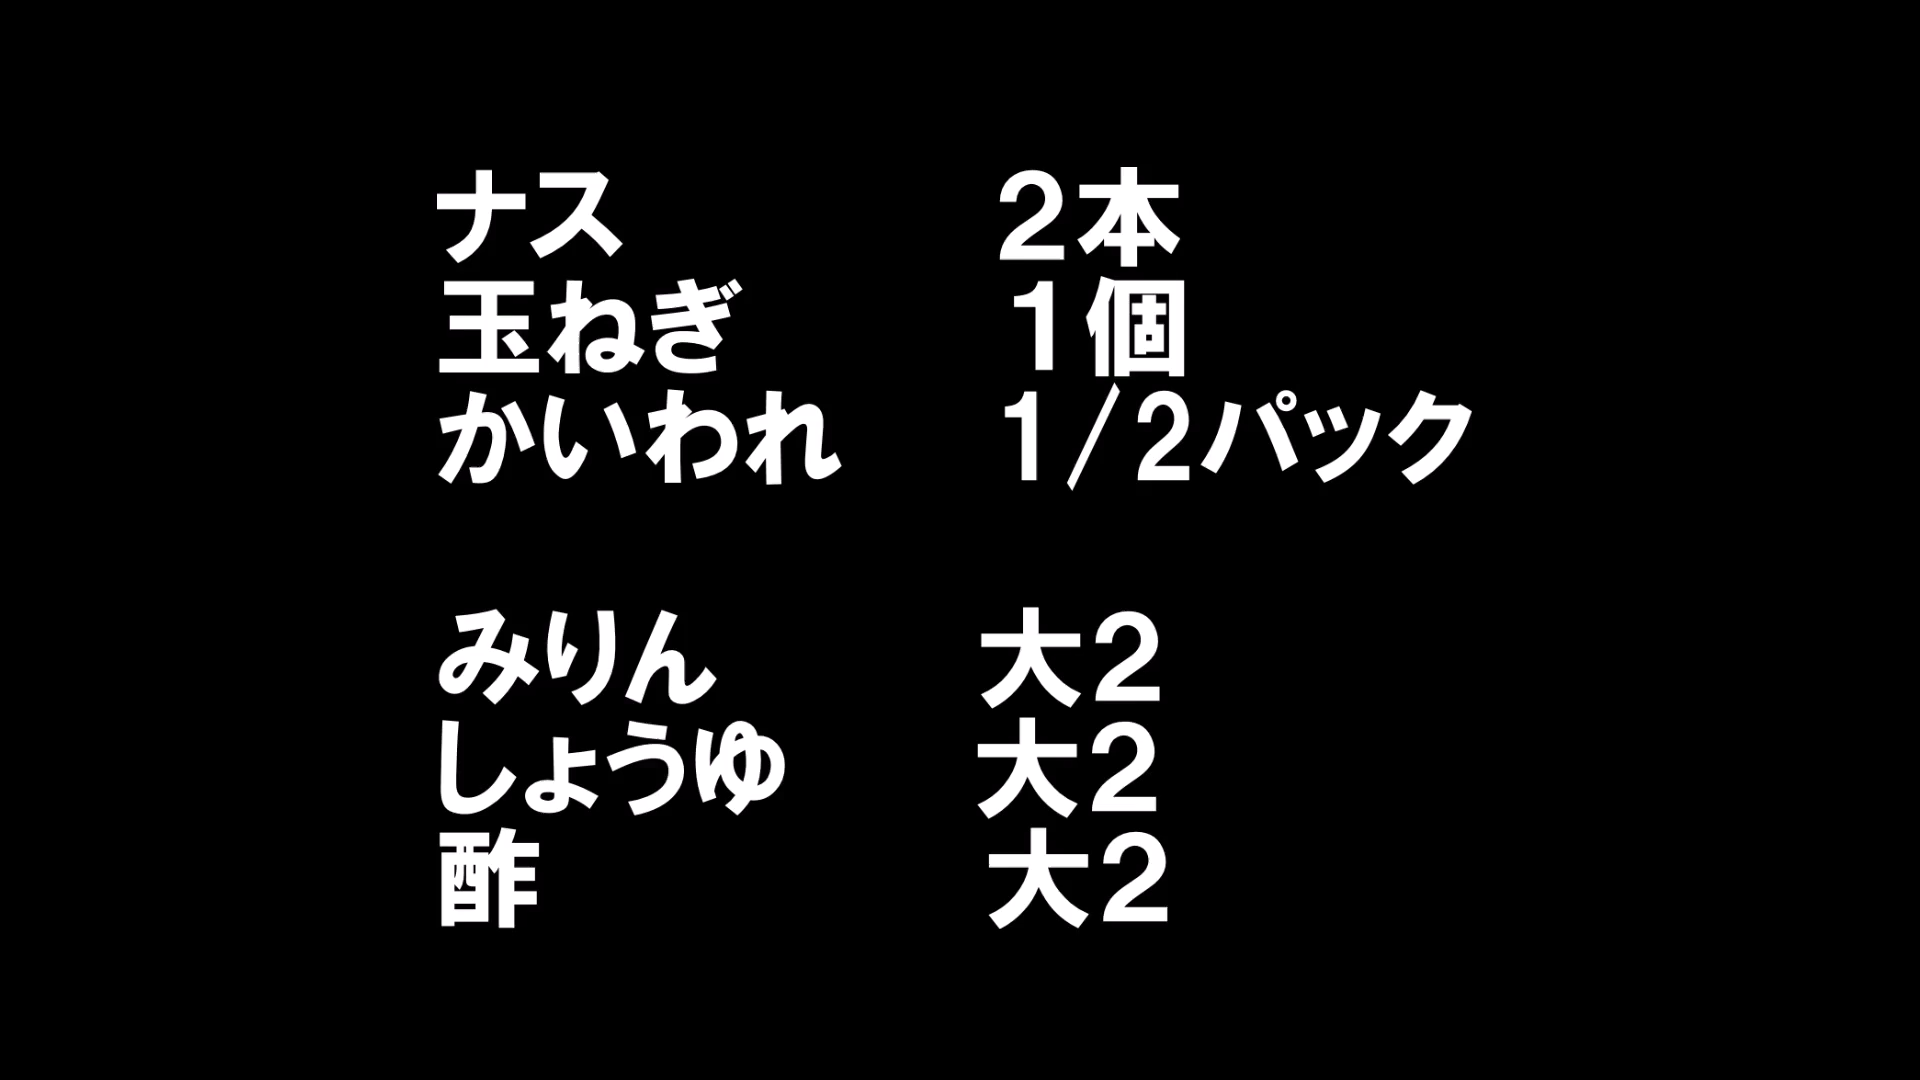 ナス　２本
玉ねぎ　１個
かいわれ　１/２パック
みりん　大２
しょうゆ　大２
酢　大２